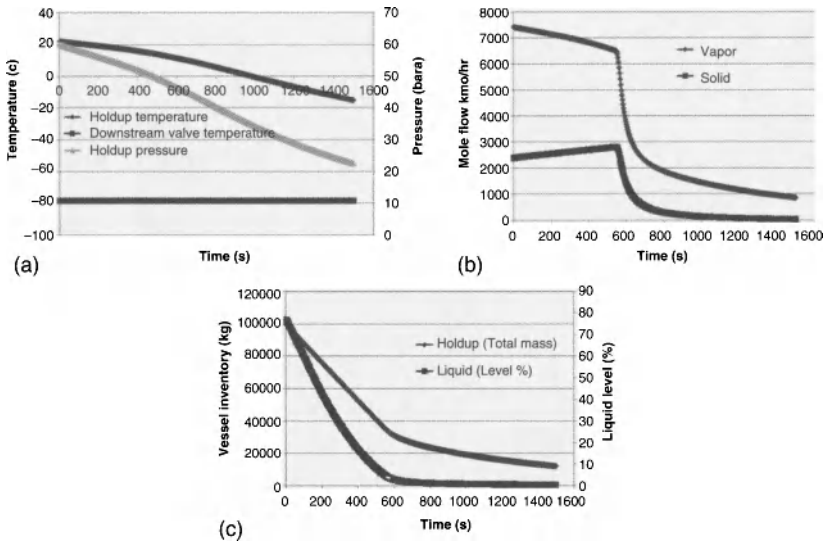 Temperature (c)
40
20
0
−20
−40
−60
−80
−100
0 200 400 600 800 1000 1200 1400 1600
Holdup temperature
Downstream valve temperature
Holdup pressure
70
60
50
40
30
20
10
0
Pressure (bara)
Time (s)
(a)
Mole flow kmo/hr
8000
7000
6000
5000
4000
3000
2000
1000
0
Vapor
Solid
0 200 400 600 800 1000 1200 1400 1600
Time (s)
(b)
Vessel inventory (kg)
120000
100000
80000
60000
40000
20000
0
Holdup (Total mass)
Liquid (Level %)
90
80
70
60
50
40
30
20
10
0
Liquid level (%)
0 200 400 600 800 1000 1200 1400 1600
Time (s)
(c)